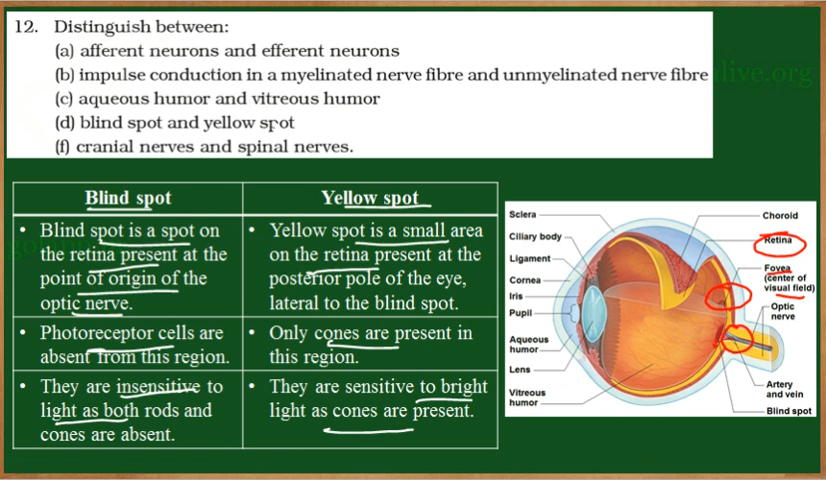 12. Distinguish between:
(a) afferent neurons and efferent neurons
(b) impulse conduction in a myelinated nerve fibre and unmyelinated nerve fibre
(c) aqueous humor and vitreous humor
(d) blind spot and yellow spot
(f) cranial nerves and spinal nerves.
live.org
Blind spot
Yellow spot
• Blind spot is a spot on
the retina present at the
point of origin of the
optic nerve.
• Yellow spot is a small area
on the retina present at the
posterior pole of the eye,
lateral to the blind spot.
• Photoreceptor cells are
absent from this region.
• Only cones are present in
this region.
• They are insensitive to
light as both rods and
cones are absent.
• They are sensitive to bright
light as cones are present.
Sclera
Ciliary body
Ligament
Cornea
Iris
Pupil
Aqueous
humor
Lens
Vitreous
humor
Choroid
Retina
Fovea
(center of
visual field)
Optic
nerve
Artery
and vein
Blind spot